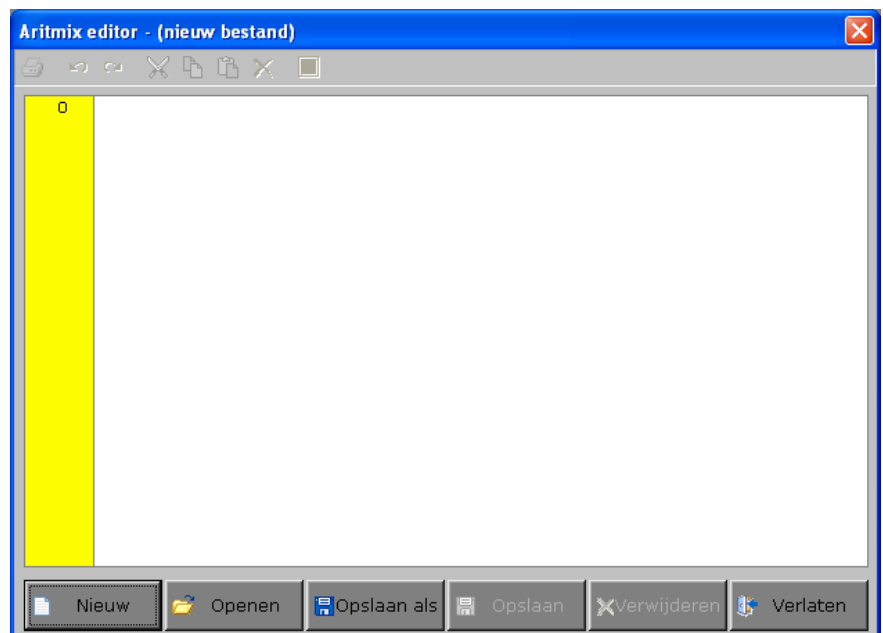 Aritmix editor - (nieuw bestand)
0
Nieuw Openen Opslaan als Opslaan Verwijderen Verlaten